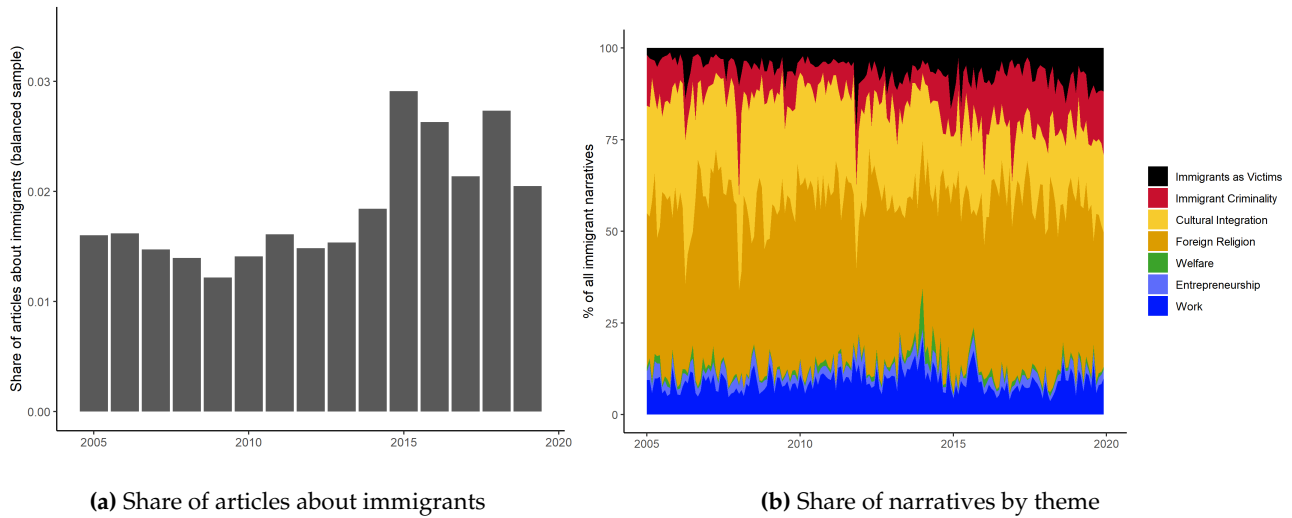 Share of articles about immigrants (balanced sample)
0.03
0.02
0.01
0.00
2005
2010
2015
2020
(a) Share of articles about immigrants
% of all immigrant narratives
100
75
50
25
0
2005
2010
2015
2020
Immigrants as Victims
Immigrant Criminality
Cultural Integration
Foreign Religion
Welfare
Entrepreneurship
Work
(b) Share of narratives by theme